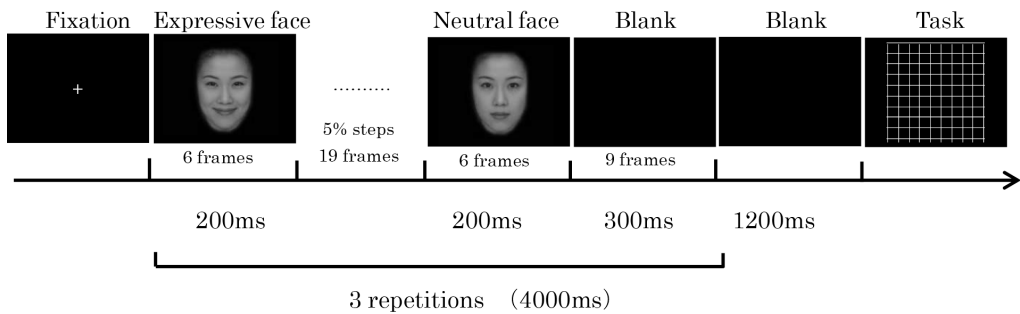 Fixation
Expressive face
Neutral face
Blank
Blank
Task
+
..........
5% steps
6 frames
19 frames
6 frames
9 frames
200ms
200ms
300ms
1200ms
3 repetitions （4000ms）